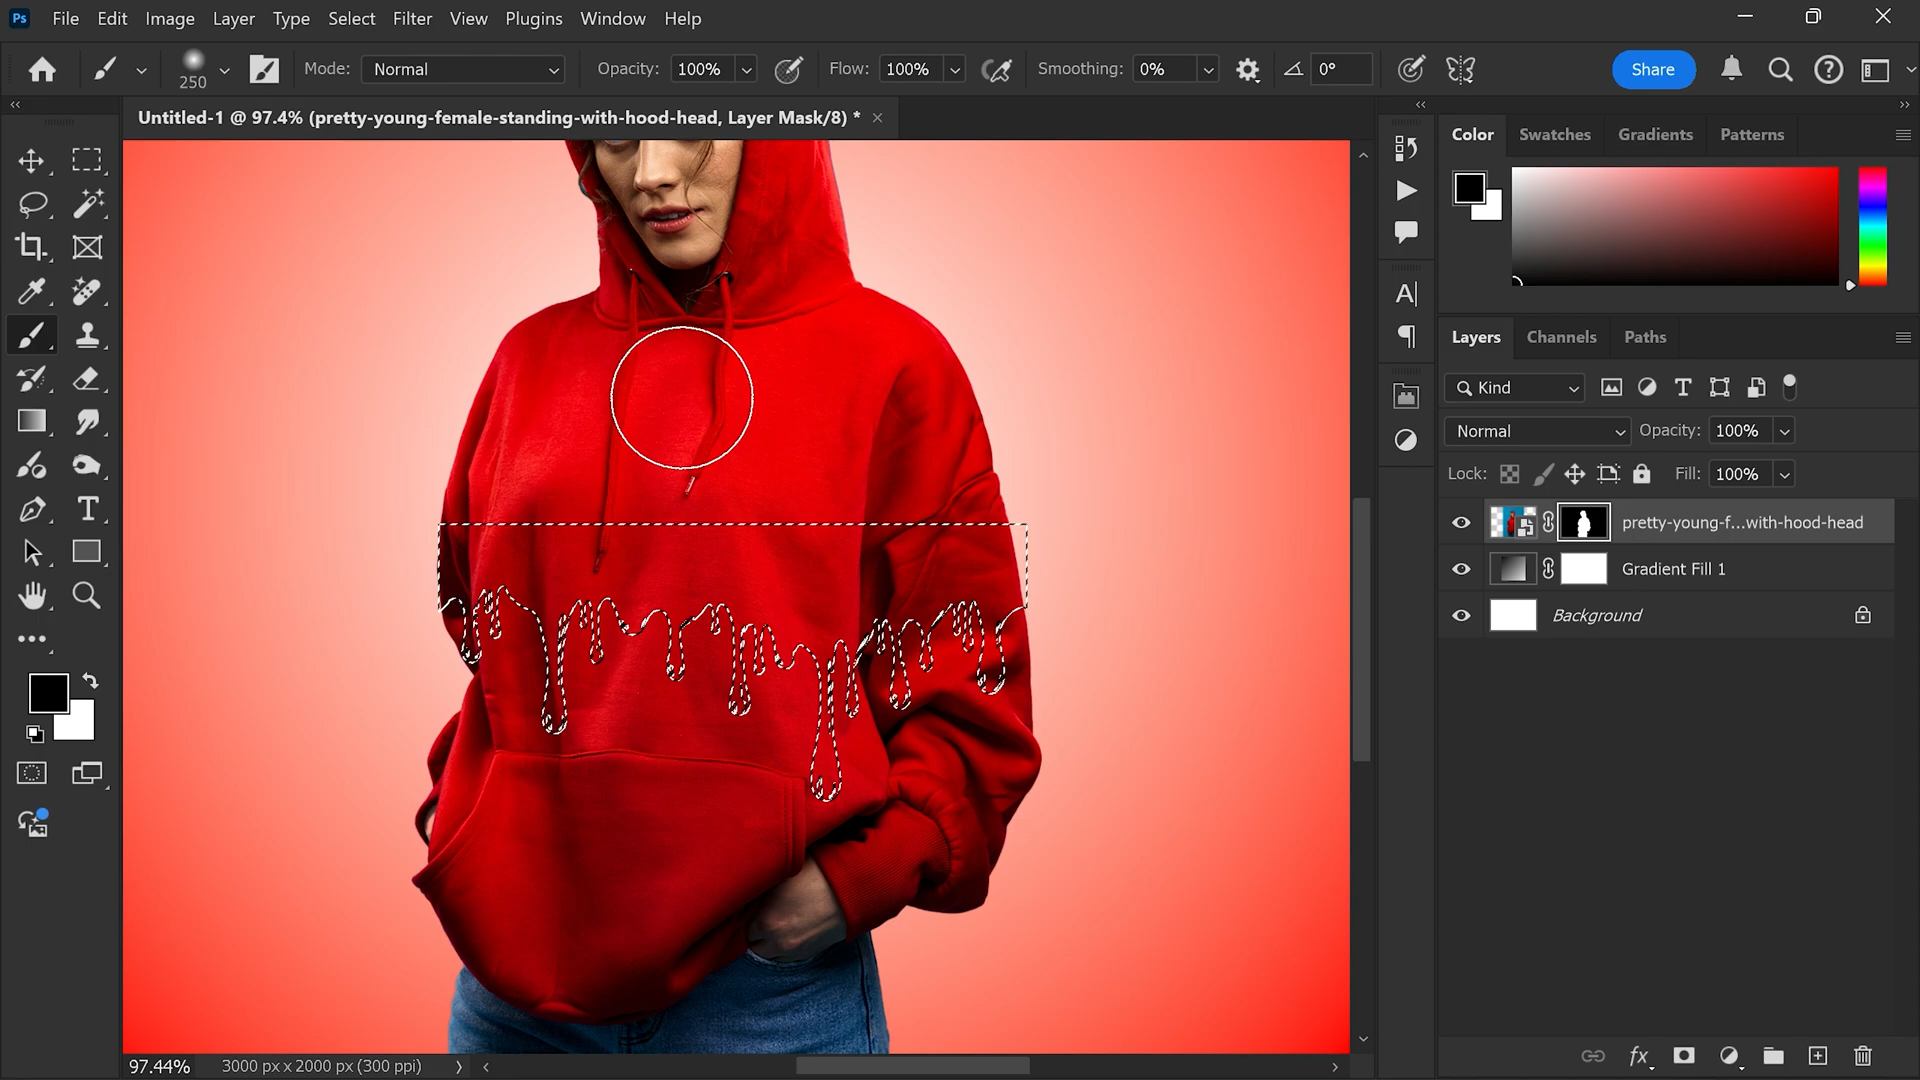 Ps File Edit Image Layer Type Select Filter View Plugins Window Help
250 Mode: Normal Opacity: 100% Flow: 100% Smoothing: 0% 0° Share
Untitled-1 @ 97.4% (pretty-young-female-standing-with-hood-head, Layer Mask/8) *
Color Swatches Gradients Patterns
Layers Channels Paths
Kind
Normal Opacity: 100%
Lock: Fill: 100%
pretty-young-f...with-hood-head
Gradient Fill 1
Background
97.44% 3000 px x 2000 px (300 ppi)